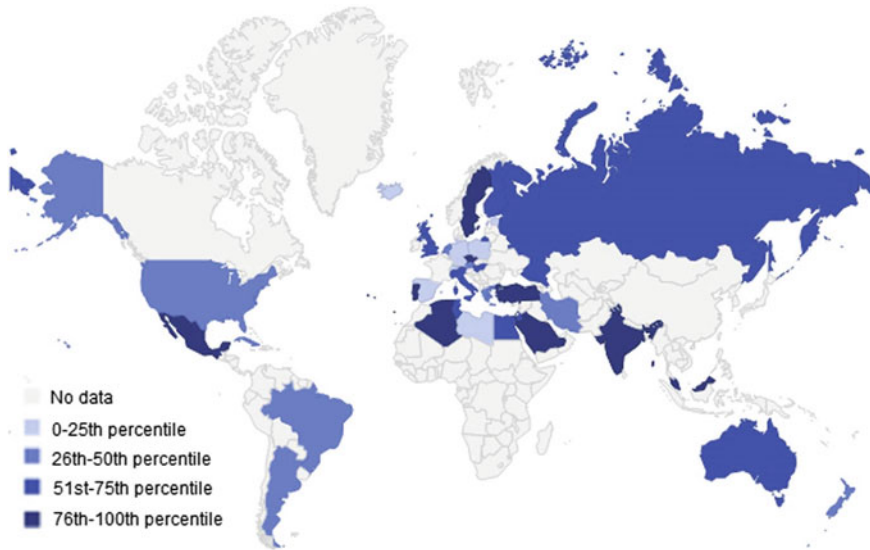 No data
0-25th percentile
26th-50th percentile
51st-75th percentile
76th-100th percentile